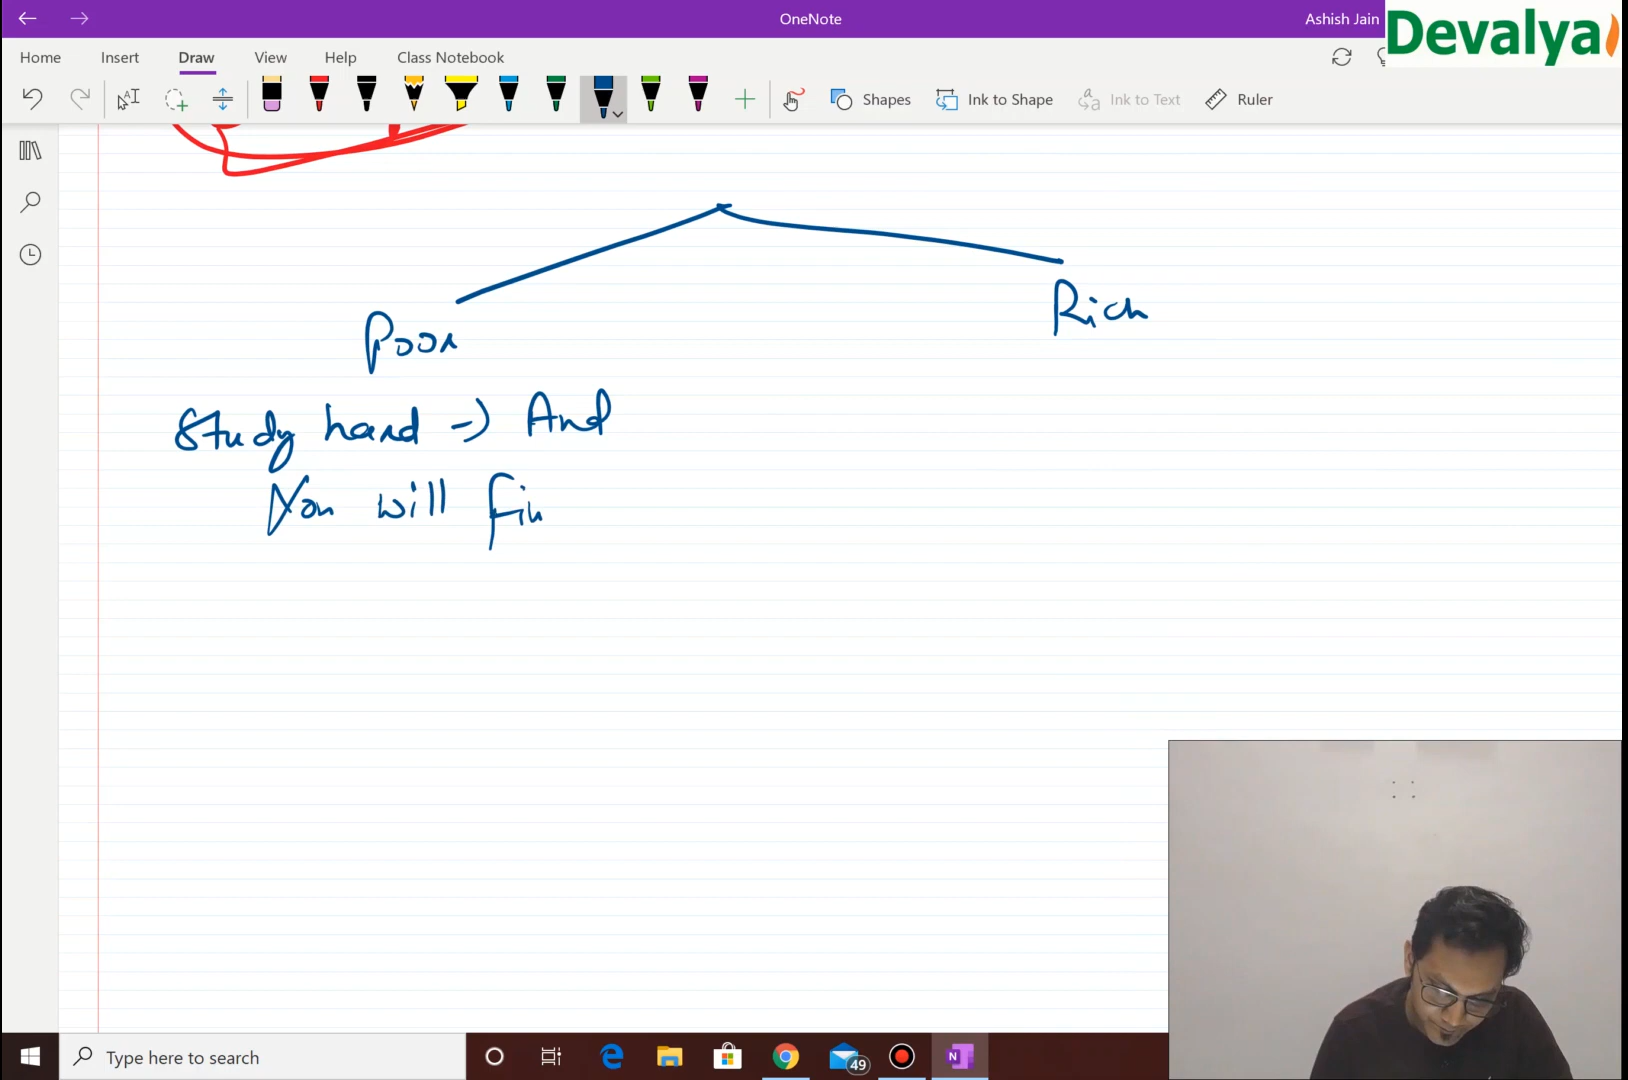 OneNote
Ashish Jain
Devalya
Home Insert Draw View Help Class Notebook
Shapes Ink to Shape Ink to Text Ruler
Rich
Poor
Study hard => And
You will fin
Type here to search
49
N